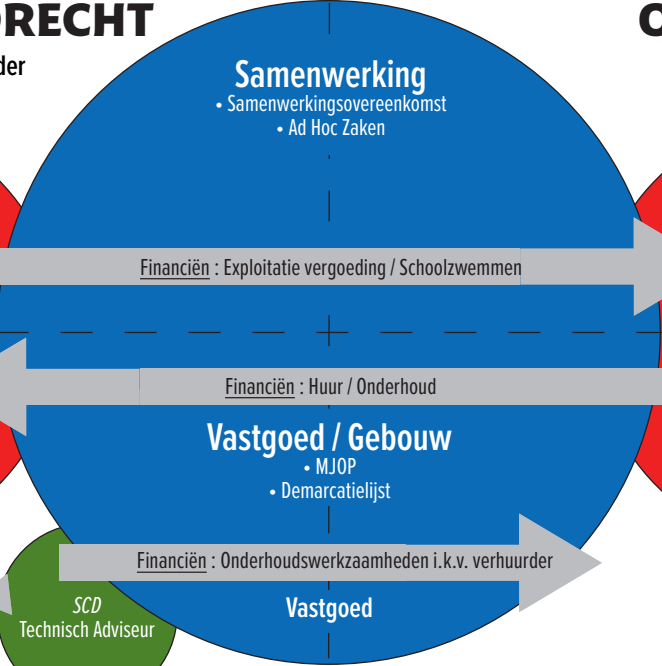 DRECHT
O
der
Samenwerking
• Samenwerkingsovereenkomst
• Ad Hoc Zaken
Financiën : Exploitatie vergoeding / Schoolzwemmen
Financiën : Huur / Onderhoud
Vastgoed / Gebouw
• MJOP
• Demarcatielijst
Financiën : Onderhoudswerkzaamheden i.k.v. verhuurder
SCD
Technisch Adviseur
Vastgoed